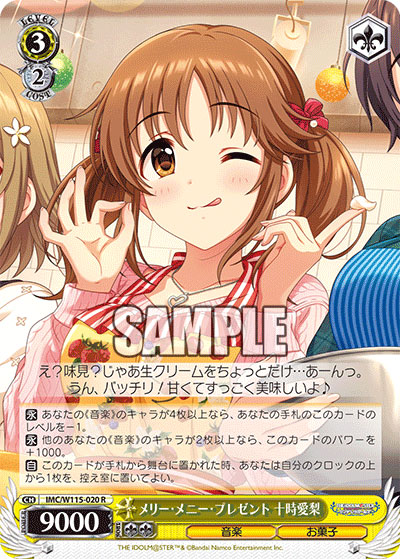 LEVEL
3
2
COST
SAMPLE
え？味見？じゃあ生クリームをちょっとだけ…あーんっ。
うん、バッチリ！甘くてすっごく美味しいよ♪
永 あなたの《音楽》のキャラが4枚以上なら、あなたの手札のこのカードの
レベルを－1。
永 他のあなたの《音楽》のキャラが2枚以上なら、このカードのパワーを
＋1000。
自 このカードが手札から舞台に置かれた時、あなたは自分のクロックの上
から1枚を、控え室に置いてよい。
CH IMC/W115-020 R
9000
メリー・メニー・プレゼント 十時愛梨
音楽
お菓子
THE IDOLM@STER™ & ©Bandai Namco Entertainment Inc.